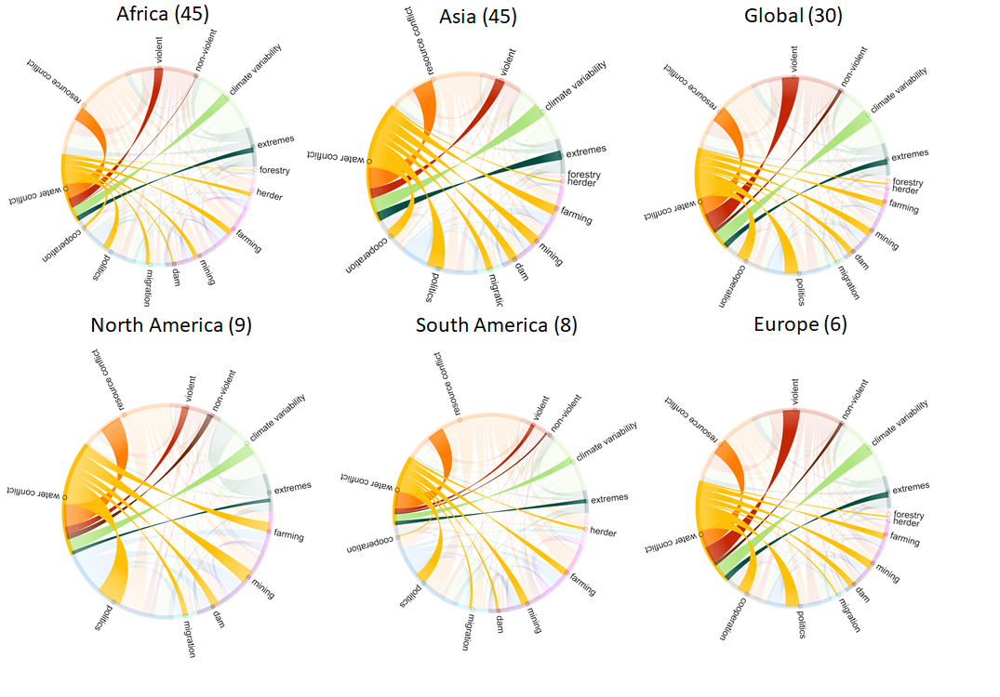 Africa (45)
resource conflict
violent
non-violent
climate variability
extremes
forestry
herder
farming
mining
dam
migration
politics
cooperation
water conflict
Asia (45)
resource conflict
violent
climate variability
extremes
forestry
herder
farming
mining
dam
migratic
politics
cooperation
water conflict
Global (30)
resource conflict
violent
non-violent
climate variability
extremes
forestry
herder
farming
mining
dam
migration
politics
cooperation
water conflict
North America (9)
resource conflict
violent
non-violent
climate variability
extremes
farming
mining
dam
migration
politics
water conflict
South America (8)
resource conflict
violent
non-violent
climate variability
extremes
herder
farming
mining
dam
migration
politics
cooperation
water conflict
Europe (6)
resource conflict
violent
non-violent
climate variability
extremes
forestry
herder
farming
mining
dam
migration
politics
cooperation
water conflict